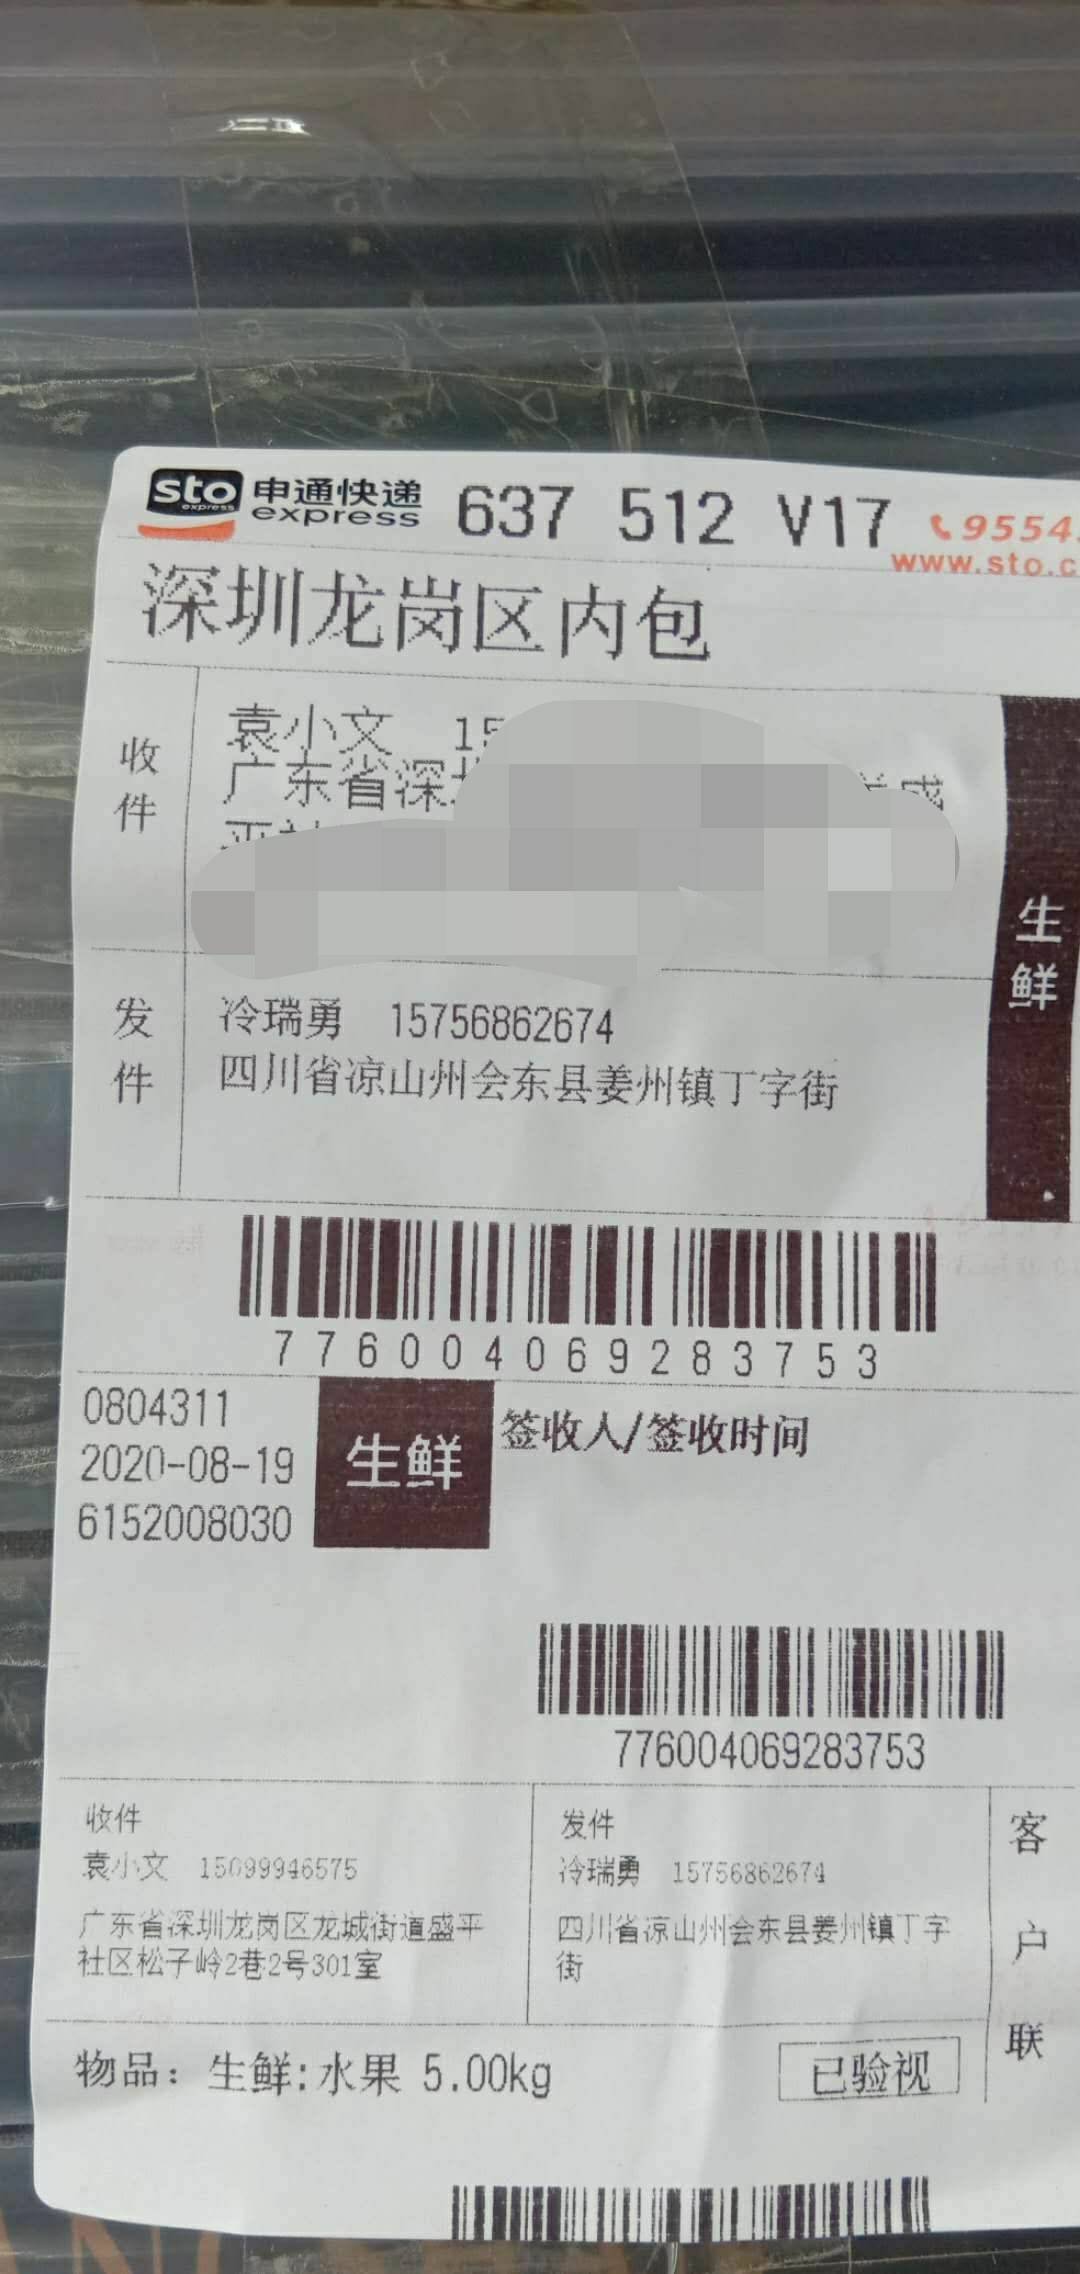 sto express 申通快递 express 637 512 V17 9554
www.sto.c
深圳龙岗区内包
收件
袁小文 15
广东省深
盛
生鲜
发件
冷瑞勇 15756862674
四川省凉山州会东县姜州镇丁字街
776004069283753
0804311
2020-08-19
6152008030
生鲜
签收人/签收时间
776004069283753
收件
袁小文 15099946575
广东省深圳龙岗区龙城街道盛平
社区松子岭2巷2号301室
发件
冷瑞勇 15756862674
四川省凉山州会东县姜州镇丁字
街
客户联
物品：生鲜:水果 5.00kg
已验视